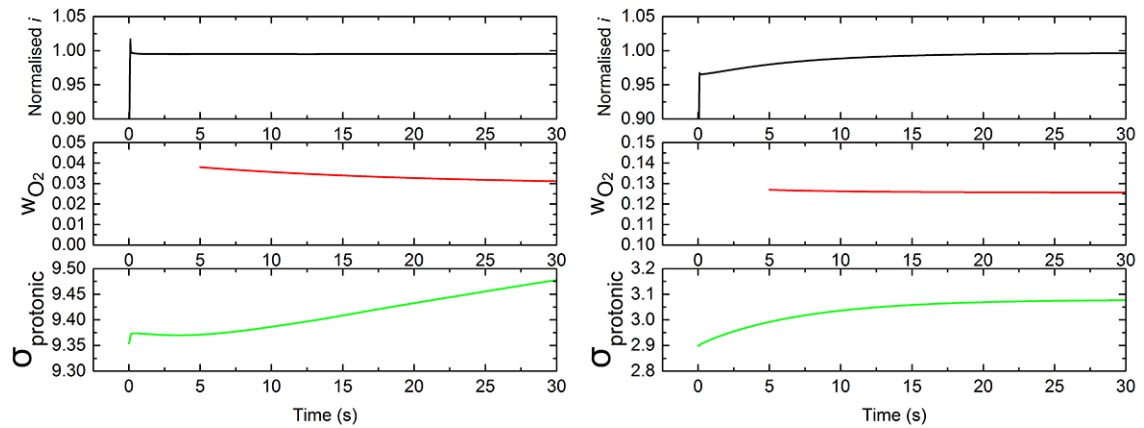 Normalised i
1.05
1.00
0.95
0.90
0 5 10 15 20 25 30
wO2
0.05
0.04
0.03
0.02
0.01
0.00
0 5 10 15 20 25 30
σprotonic
9.50
9.45
9.40
9.35
9.30
0 5 10 15 20 25 30
Time (s)
Normalised i
1.05
1.00
0.95
0.90
0 5 10 15 20 25 30
wO2
0.15
0.14
0.13
0.12
0.11
0.10
0 5 10 15 20 25 30
σprotonic
3.2
3.1
3.0
2.9
2.8
0 5 10 15 20 25 30
Time (s)